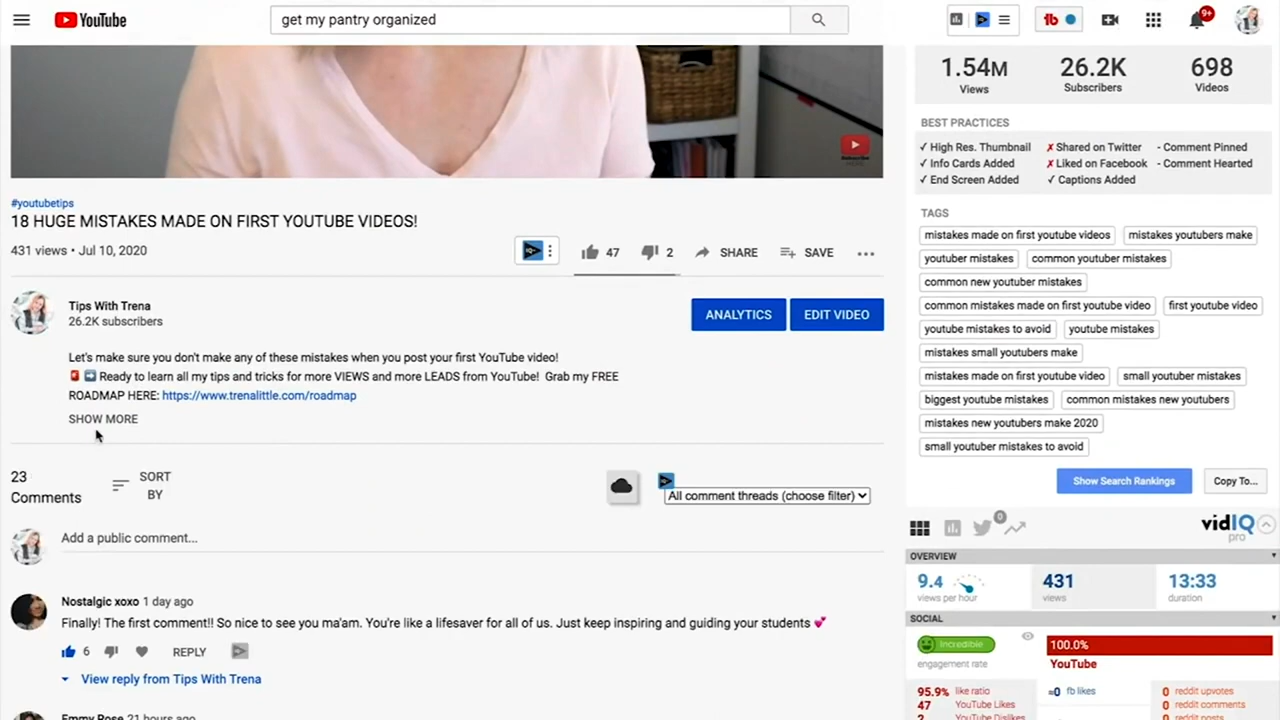 YouTube
get my pantry organized
9+
1.54M
26.2K
698
Views
Subscribers
Videos
BEST PRACTICES
✓ High Res. Thumbnail
✗ Shared on Twitter
- Comment Pinned
✓ Info Cards Added
✗ Liked on Facebook
- Comment Hearted
✓ End Screen Added
✓ Captions Added
#youtubetips
18 HUGE MISTAKES MADE ON FIRST YOUTUBE VIDEOS!
431 views • Jul 10, 2020
47
2
SHARE
SAVE
Tips With Trena
26.2K subscribers
ANALYTICS
EDIT VIDEO
Let's make sure you don't make any of these mistakes when you post your first YouTube video!
🚨 ➡️ Ready to learn all my tips and tricks for more VIEWS and more LEADS from YouTube! Grab my FREE
ROADMAP HERE: https://www.trenalittle.com/roadmap
SHOW MORE
23
Comments
SORT
BY
All comment threads (choose filter)
Add a public comment...
Nostalgic xoxo 1 day ago
Finally! The first comment!! So nice to see you ma'am. You're like a lifesaver for all of us. Just keep inspiring and guiding your students 💕
6
REPLY
View reply from Tips With Trena
Emmy Rose 21 hours ago
TAGS
mistakes made on first youtube videos
mistakes youtubers make
youtuber mistakes
common youtuber mistakes
common new youtuber mistakes
common mistakes made on first youtube video
first youtube video
youtube mistakes to avoid
youtube mistakes
mistakes small youtubers make
mistakes made on first youtube video
small youtuber mistakes
biggest youtube mistakes
common mistakes new youtubers
mistakes new youtubers make 2020
small youtuber mistakes to avoid
Show Search Rankings
Copy To...
0
vidIQ
pro
OVERVIEW
9.4
431
13:33
views per hour
views
duration
SOCIAL
Incredible
100.0%
engagement rate
YouTube
95.9% like ratio
≈0 fb likes
0 reddit upvotes
47 YouTube Likes
0 reddit comments
2 YouTube Dislikes
0 reddit posts